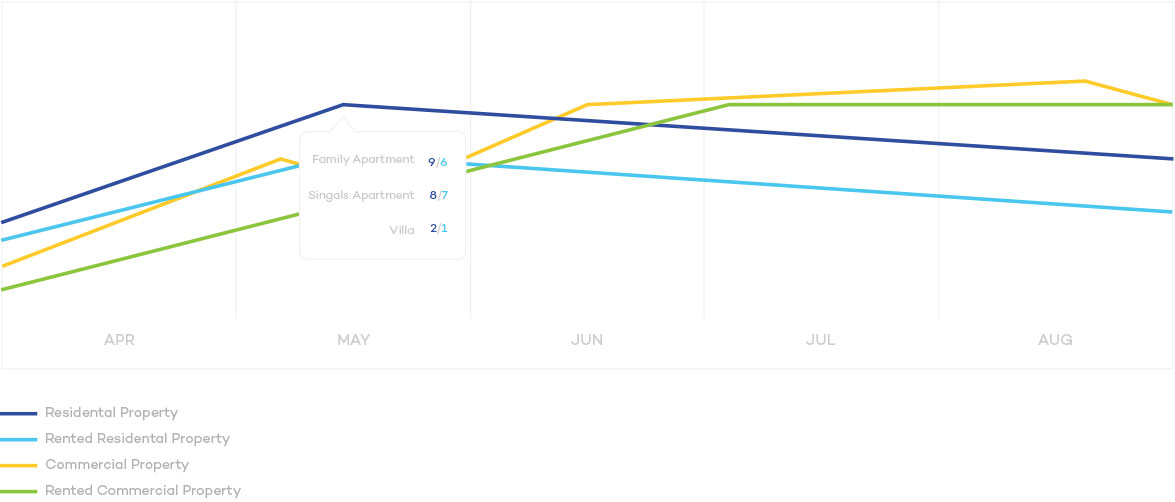 Family Apartment 9/6
Singals Apartment 8/7
Villa 2/1
APR MAY JUN JUL AUG
Residental Property
Rented Residental Property
Commercial Property
Rented Commercial Property